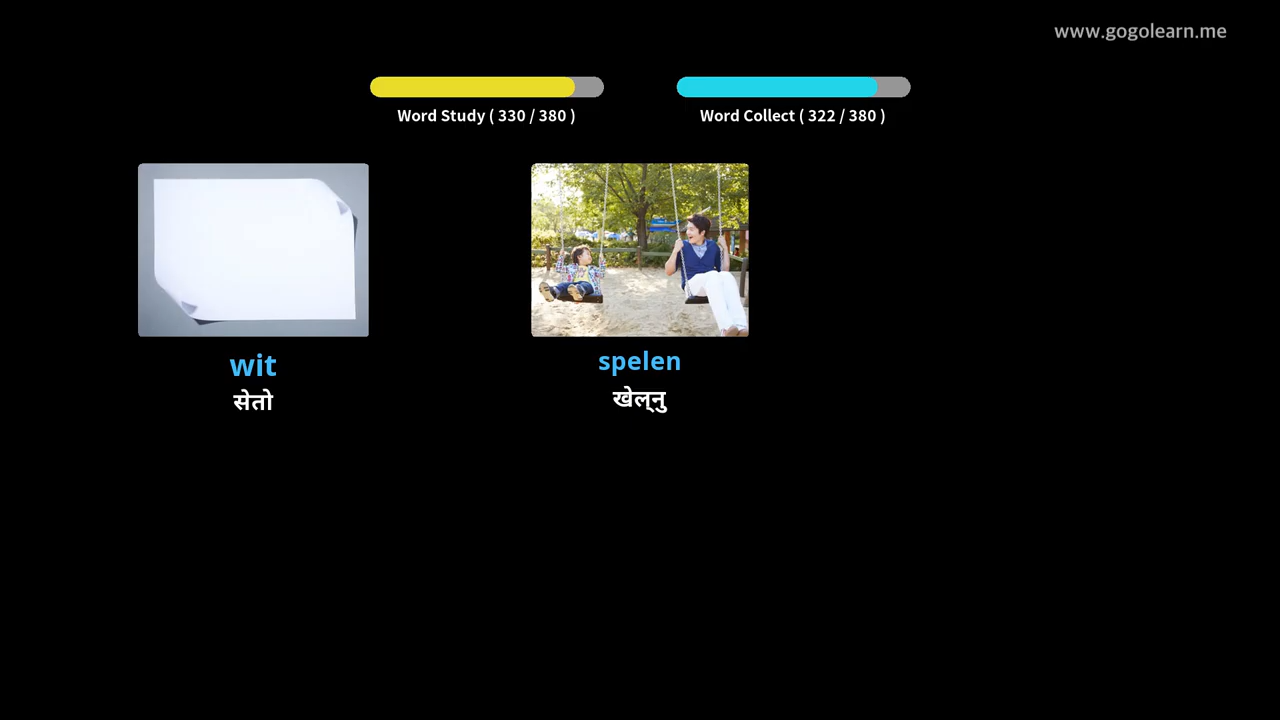 www.gogolearn.me
Word Study ( 330 / 380 )
Word Collect ( 322 / 380 )
wit
सेतो
spelen
खेल्नु